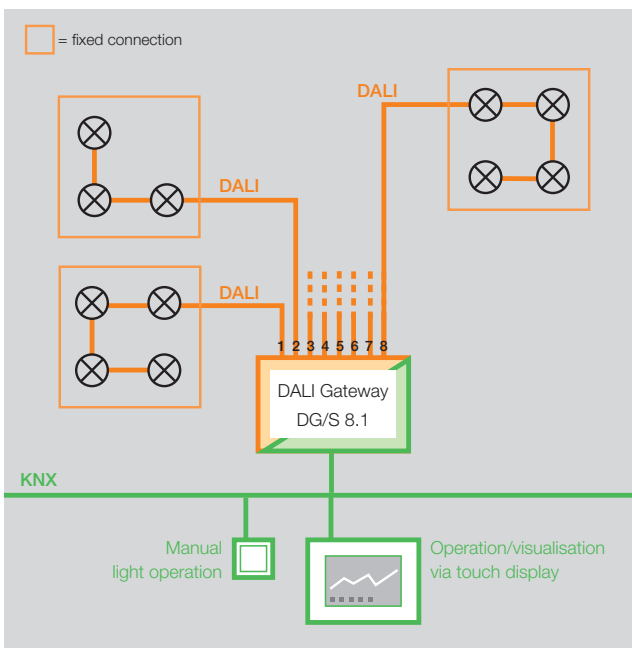 = fixed connection
DALI
DALI
DALI
1 2 3 4 5 6 7 8
DALI Gateway
DG/S 8.1
KNX
Manual
light operation
Operation/visualisation
via touch display